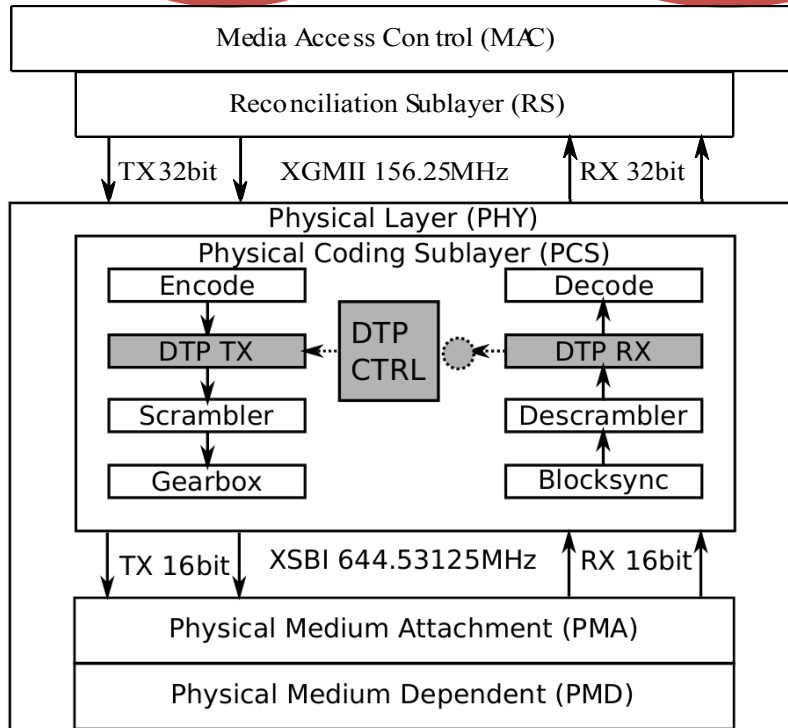 Media Access Control (MAC)
Reconciliation Sublayer (RS)
TX32bit XGMII 156.25MHz RX 32bit
Physical Layer (PHY)
Physical Coding Sublayer (PCS)
Encode Decode
DTP TX DTP CTRL DTP RX
Scrambler Descrambler
Gearbox Blocksync
TX 16bit XSBI 644.53125MHz RX 16bit
Physical Medium Attachment (PMA)
Physical Medium Dependent (PMD)